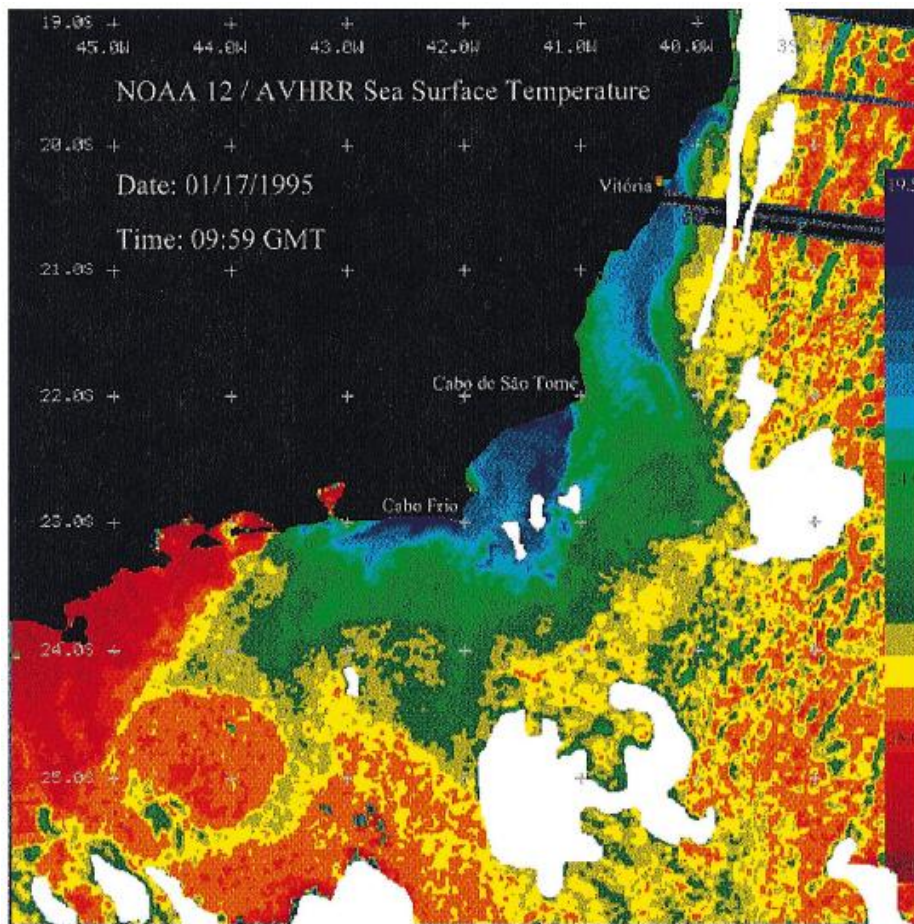 19.0S
45.0W 44.0W 43.0W 42.0W 41.0W 40.0W
NOAA 12 / AVHRR Sea Surface Temperature
20.0S
Date: 01/17/1995
Vitória
Time: 09:59 GMT
21.0S
Cabo de São Tomé
22.0S
Cabo Frio
23.0S
24.0S
25.0S